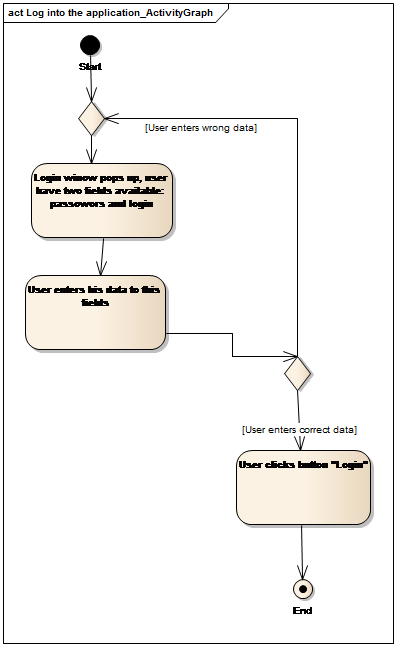 act Log into the application_ActivityGraph
Start
[User enters wrong data]
Login winow pops up, user
have two fields available:
passowors and login
User enters his data to this
fields
[User enters correct data]
User clicks button "Login"
End